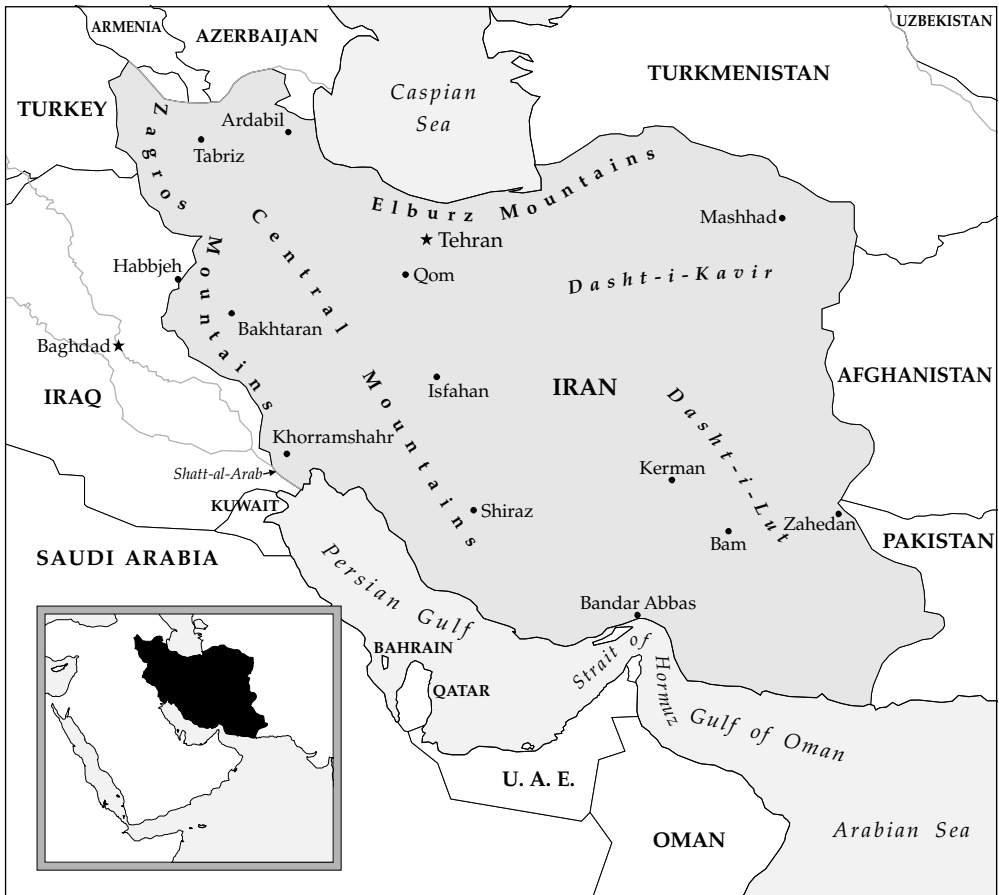 ARMENIA
AZERBAIJAN
UZBEKISTAN
TURKMENISTAN
Caspian
Sea
TURKEY
Ardabil
Tabriz
Zagros Mountains
Elburz Mountains
Mashhad
Central Mountains
Tehran
Qom
Habbjeh
Dasht-i-Kavir
Bakhtaran
Baghdad
IRAQ
Isfahan
IRAN
AFGHANISTAN
Dasht-i-Lut
Khorramshahr
Shatt-al-Arab
Kerman
KUWAIT
Shiraz
Zahedan
Bam
PAKISTAN
SAUDI ARABIA
Persian Gulf
Bandar Abbas
BAHRAIN
Strait of
Hormuz
QATAR
Gulf of Oman
U. A. E.
OMAN
Arabian Sea